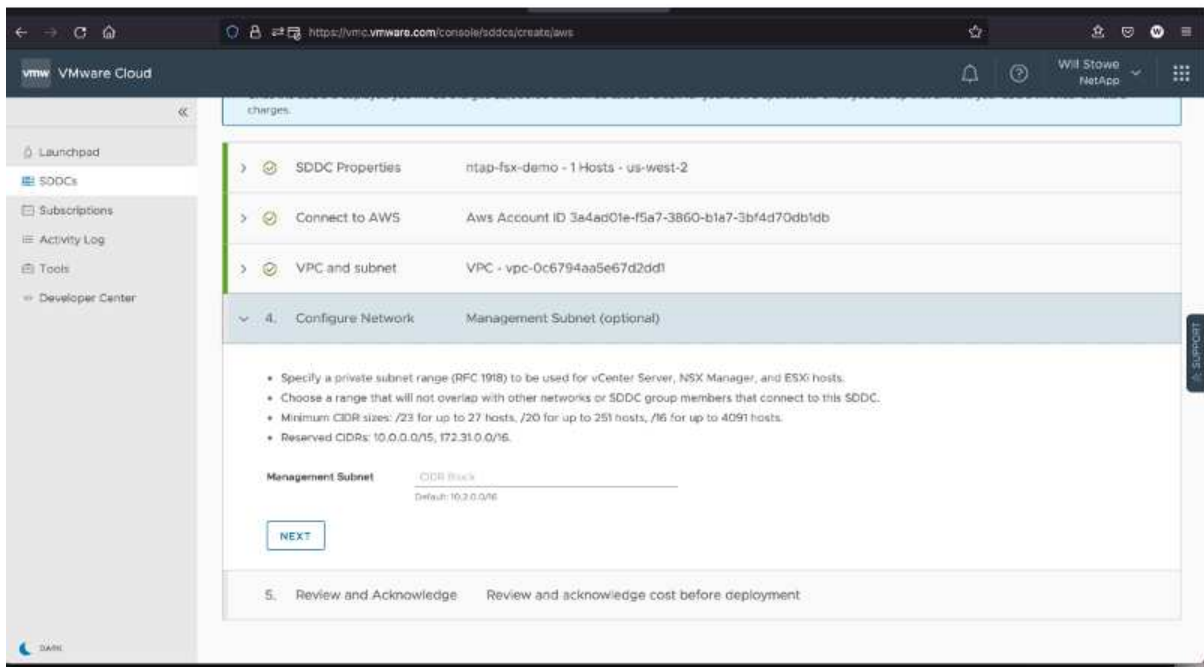 https://vmc.vmware.com/console/sddcs/create/aws
vmw VMware Cloud
Will Stowe
NetApp
charges.
Launchpad
SDDCs
Subscriptions
Activity Log
Tools
Developer Center
SDDC Properties ntap-fsx-demo - 1 Hosts - us-west-2
Connect to AWS Aws Account ID 3a4ad01e-f5a7-3860-b1a7-3bf4d70db1db
VPC and subnet VPC - vpc-0c6794aa5e67d2dd1
4. Configure Network Management Subnet (optional)
• Specify a private subnet range (RFC 1918) to be used for vCenter Server, NSX Manager, and ESXi hosts.
• Choose a range that will not overlap with other networks or SDDC group members that connect to this SDDC.
• Minimum CIDR sizes: /23 for up to 27 hosts, /20 for up to 251 hosts, /16 for up to 4091 hosts.
• Reserved CIDRs: 10.0.0.0/15, 172.31.0.0/16.
Management Subnet CIDR Block
Default: 10.2.0.0/16
NEXT
5. Review and Acknowledge Review and acknowledge cost before deployment
SUPPORT
DARK